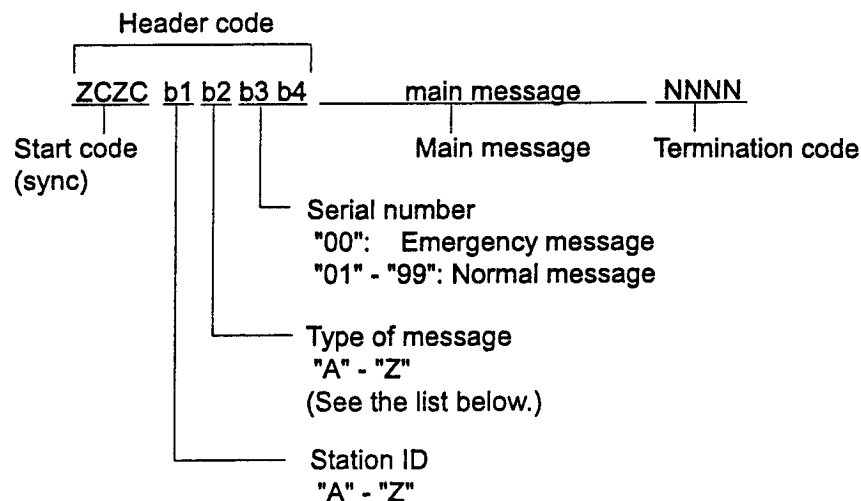 Header code
ZCZC b1 b2 b3 b4 main message NNNN
Start code Main message Termination code
(sync)
Serial number
"00": Emergency message
"01" - "99": Normal message
Type of message
"A" - "Z"
(See the list below.)
Station ID
"A" - "Z"